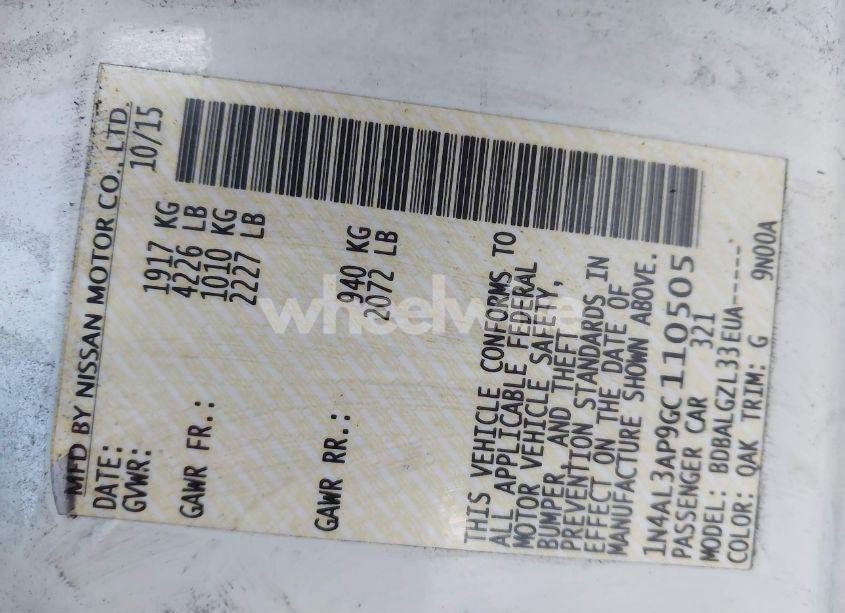 MFD BY NISSAN MOTOR CO., LTD.
DATE: 10/15
GVWR: 1917 KG
4226 LB
GAWR FR.: 1010 KG
2227 LB
GAWR RR.: 940 KG
2072 LB
THIS VEHICLE CONFORMS TO
ALL APPLICABLE FEDERAL
MOTOR VEHICLE SAFETY,
BUMPER, AND THEFT
PREVENTION STANDARDS IN
EFFECT ON THE DATE OF
MANUFACTURE SHOWN ABOVE.
1N4AL3AP9GC110505
PASSENGER CAR 321
MODEL: BDBALGZL33EUA-----
COLOR: QAK TRIM: G 9N00A